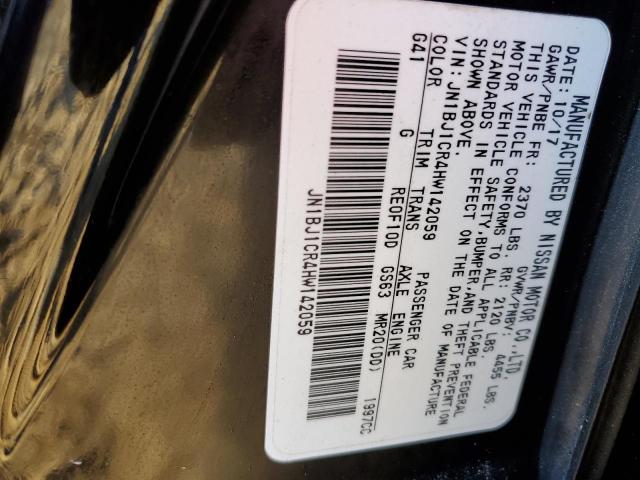 MANUFACTURED BY NISSAN MOTOR CO.,LTD.
DATE: 10/17 GVWR/PNBV: 4455 LBS.
GAWR/PNBE FR: 2370 LBS. RR: 2120 LBS.
THIS VEHICLE CONFORMS TO ALL APPLICABLE FEDERAL
MOTOR VEHICLE SAFETY,BUMPER,AND THEFT PREVENTION
STANDARDS IN EFFECT ON THE DATE OF MANUFACTURE
SHOWN ABOVE.
VIN: JN1BJ1CR4HW142059 PASSENGER CAR
COLOR TRIM TRANS AXLE ENGINE
G41 G RE0F10D GS63 MR20(DD) 1997CC
JN1BJ1CR4HW142059